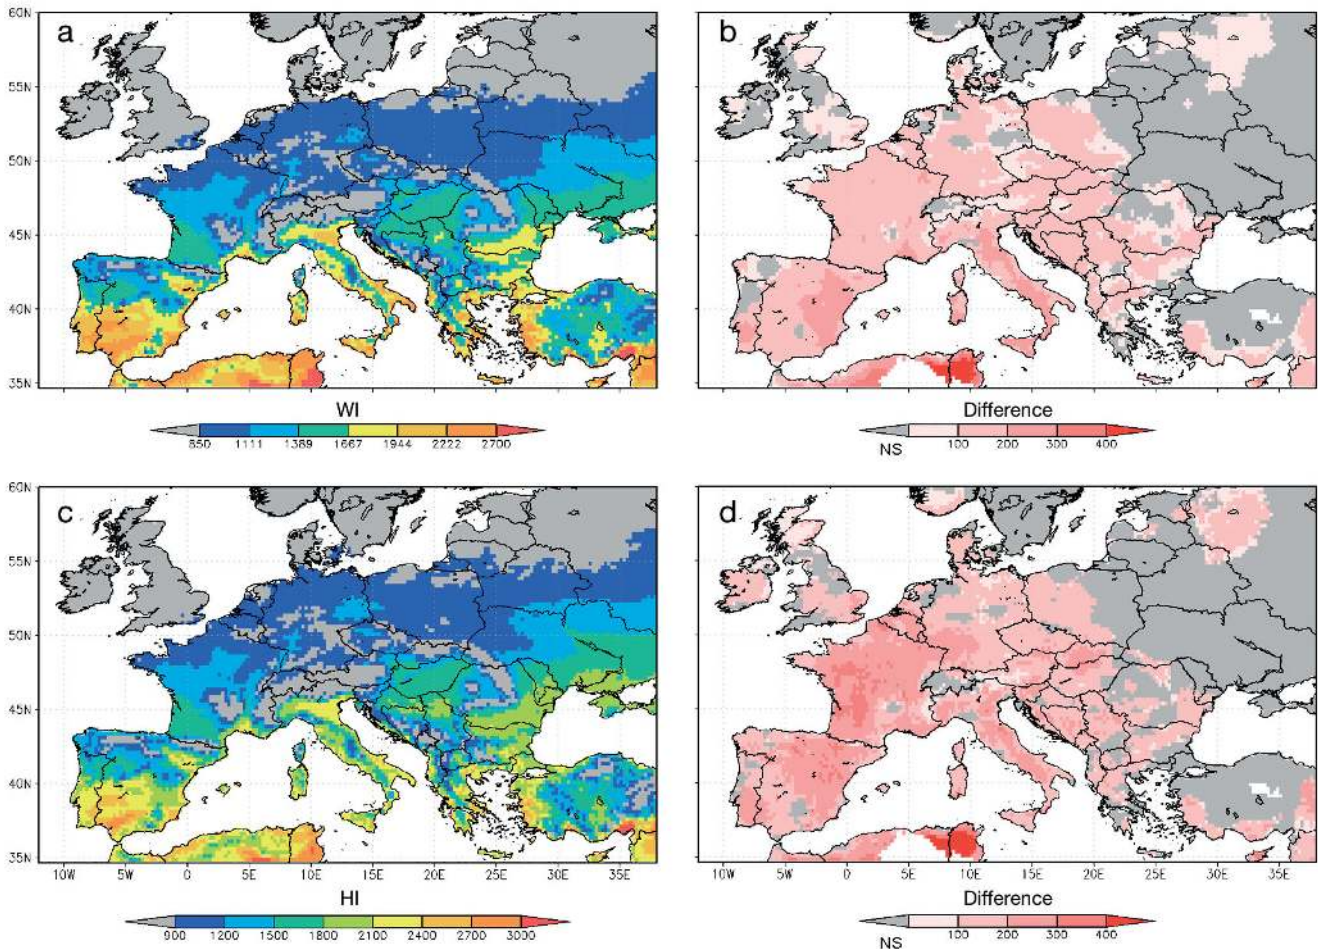 a
b
60N
55N
50N
45N
40N
35N
WI
850 1111 1389 1667 1944 2222 2700
Difference
NS 100 200 300 400
c
d
60N
55N
50N
45N
40N
35N
10W 5W 0 5E 10E 15E 20E 25E 30E 35E
10W 5W 0 5E 10E 15E 20E 25E 30E 35E
HI
900 1200 1500 1800 2100 2400 2700 3000
Difference
NS 100 200 300 400